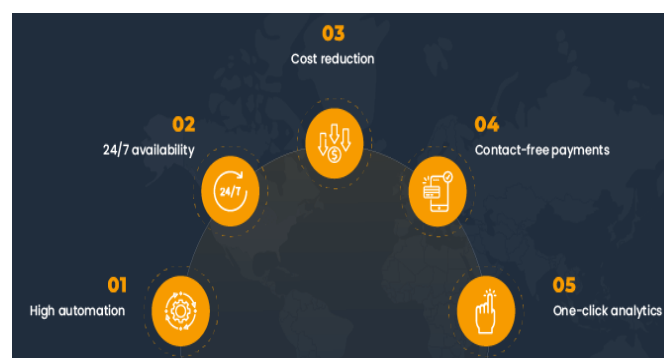 01
High automation
02
24/7 availability
24/7
03
Cost reduction
$
04
Contact-free payments
05
One-click analytics